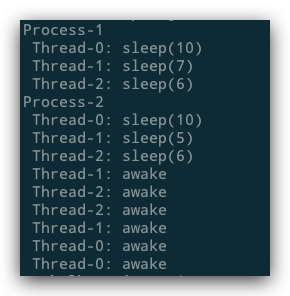 Process-1
Thread-0: sleep(10)
Thread-1: sleep(7)
Thread-2: sleep(6)
Process-2
Thread-0: sleep(10)
Thread-1: sleep(5)
Thread-2: sleep(6)
Thread-1: awake
Thread-2: awake
Thread-2: awake
Thread-1: awake
Thread-0: awake
Thread-0: awake